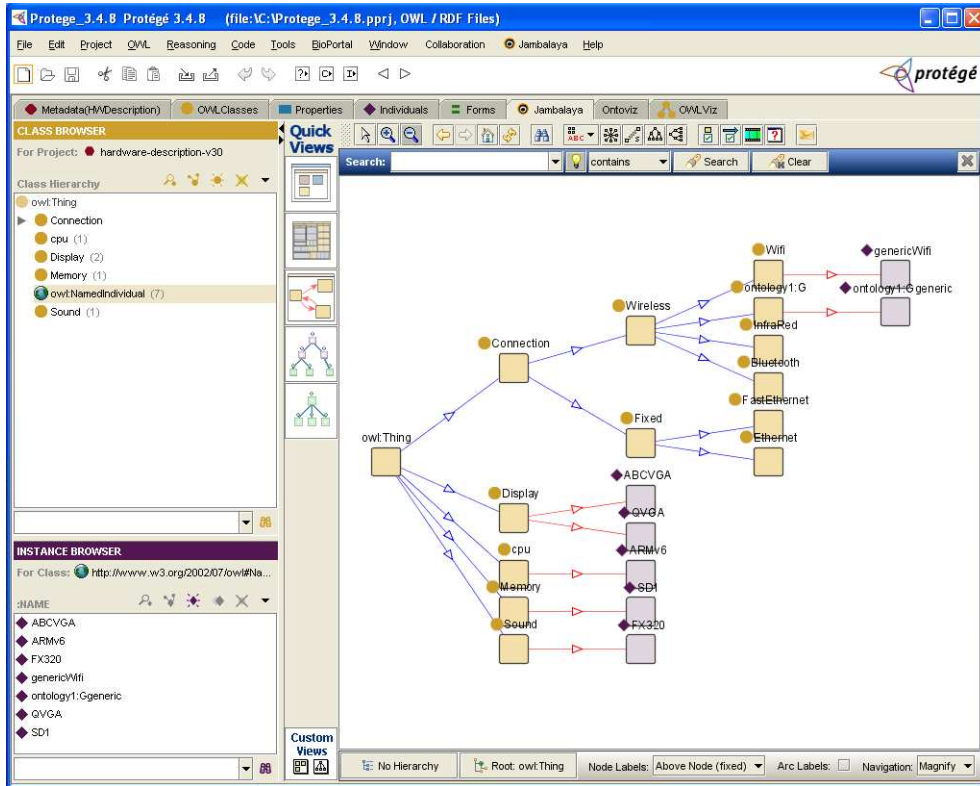 Protege_3.4.8 Protégé 3.4.8 (file:\C:\Protege_3.4.8.pprj, OWL / RDF Files)
File Edit Project OWL Reasoning Code Tools BioPortal Window Collaboration Jambalaya Help
protégé
Metadata(HWDescription) OWLClasses Properties Individuals Forms Jambalaya Ontoviz OWLViz
CLASS BROWSER
For Project: hardware-description-v30
Class Hierarchy
owl:Thing
Connection
cpu (1)
Display (2)
Memory (1)
owl:NamedIndividual (7)
Sound (1)
INSTANCE BROWSER
For Class: http://www.w3.org/2002/07/owl#Na...
:NAME
ABCVGA
ARMv6
FX320
genericWifi
ontology1:Ggeneric
QVGA
SD1
Quick
Views
Custom
Views
ABC
Search: contains Search Clear
Wifi
genericWifi
ontology1:G
ontology1:Ggeneric
Wireless
InfraRed
Connection
Bluetooth
FastEthernet
Fixed
Ethernet
owl:Thing
ABCVGA
Display
QVGA
cpu
ARMv6
Memory
SD1
Sound
FX320
No Hierarchy Root: owl:Thing Node Labels: Above Node (fixed) Arc Labels: Navigation: Magnify